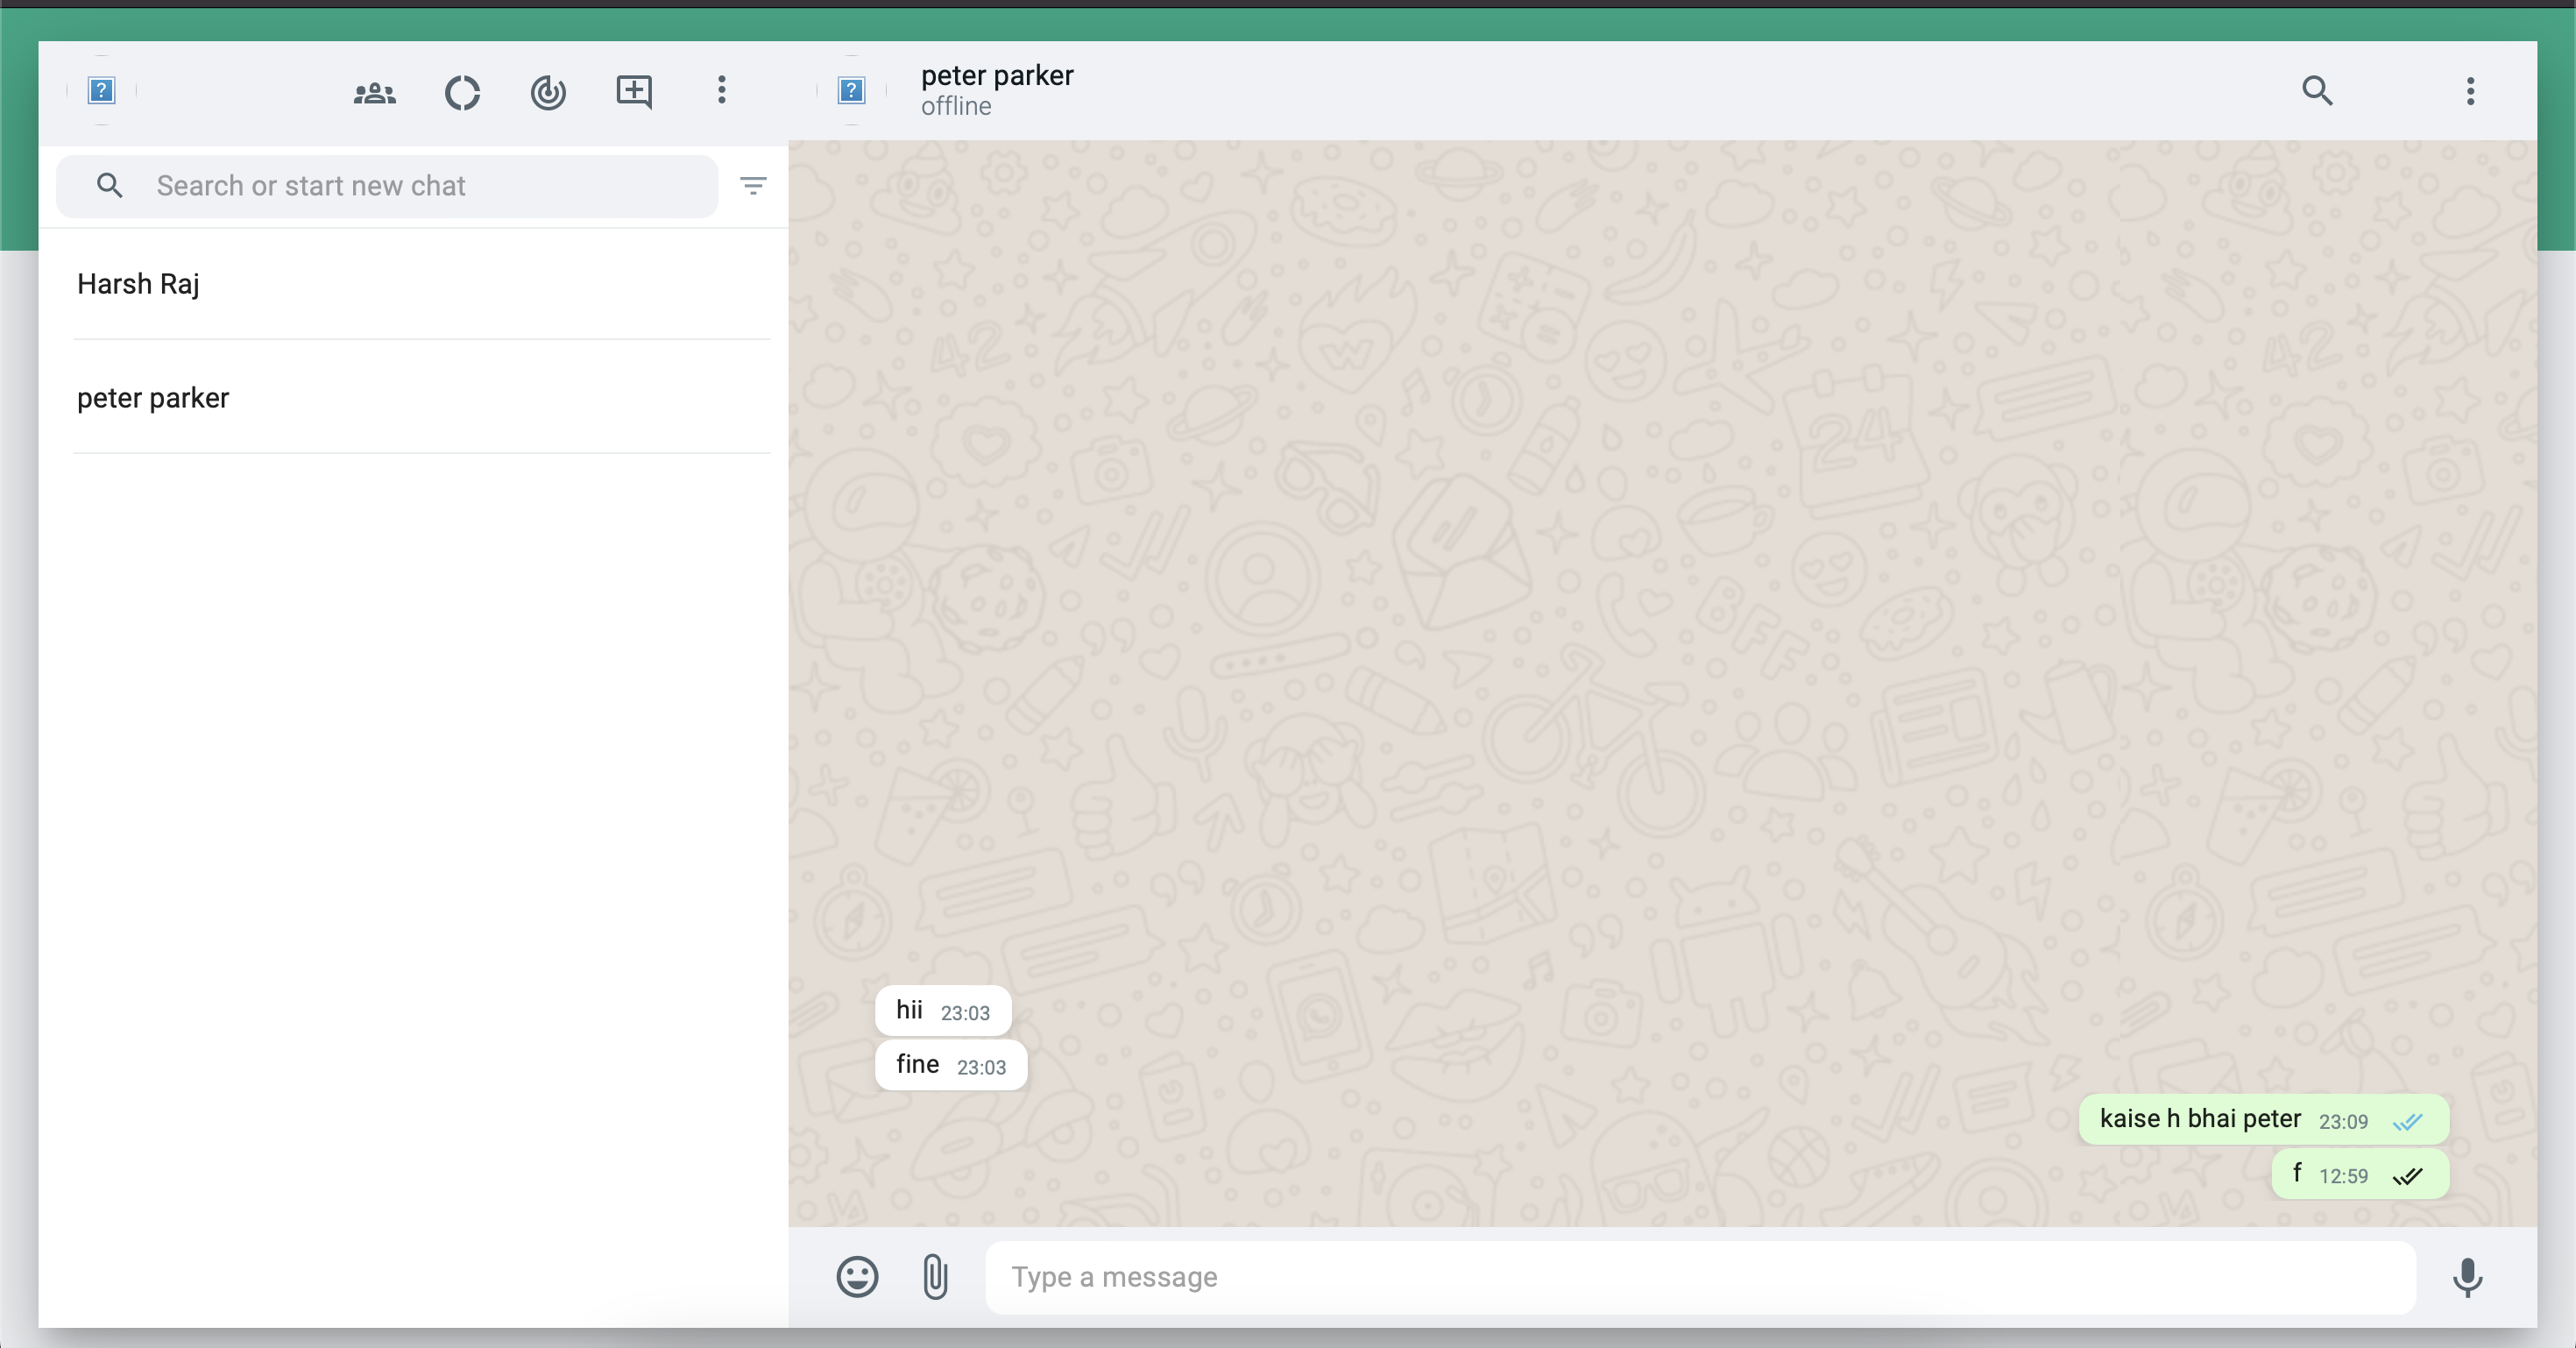 peter parker
offline
Search or start new chat
Harsh Raj
peter parker
hii 23:03
fine 23:03
kaise h bhai peter 23:09
f 12:59
Type a message